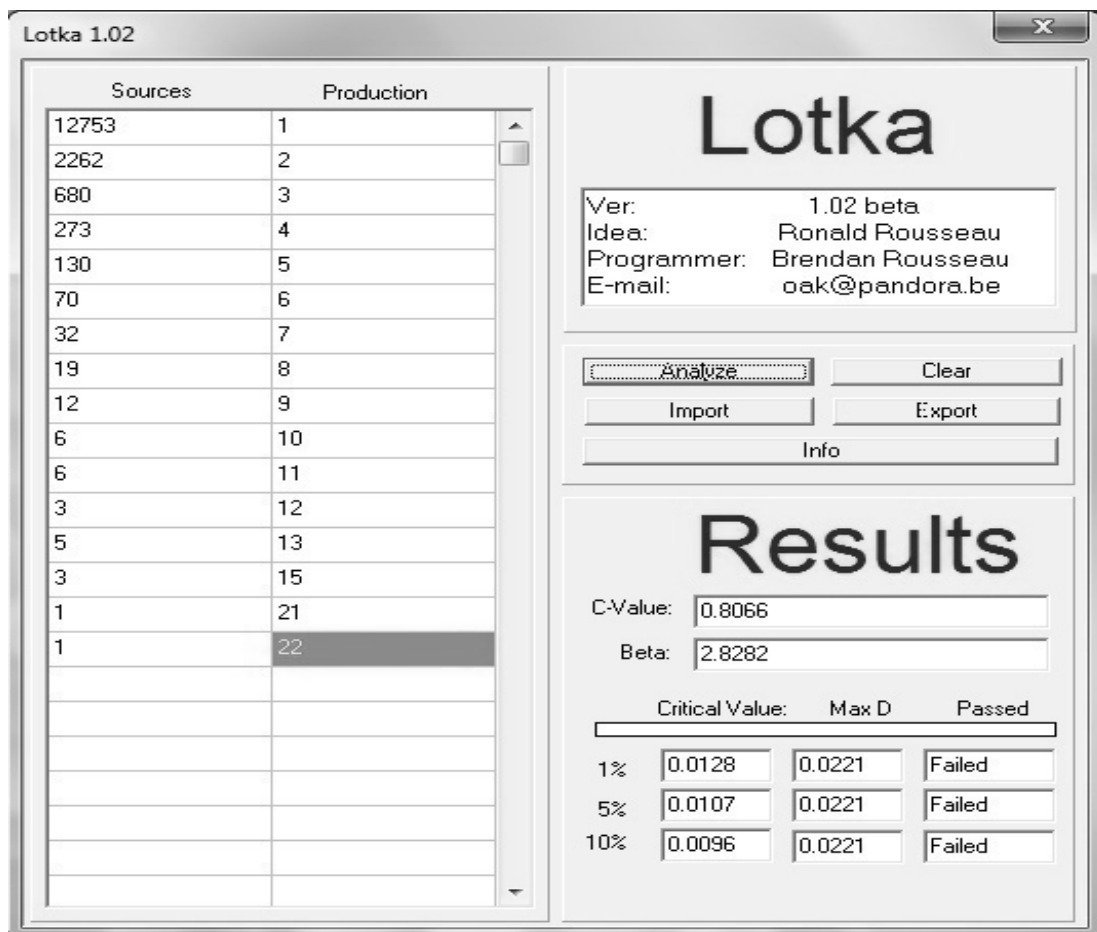 Lotka 1.02
Sources Production
12753 1
2262 2
680 3
273 4
130 5
70 6
32 7
19 8
12 9
6 10
6 11
3 12
5 13
3 15
1 21
1 22
Lotka
Ver: 1.02 beta
Idea: Ronald Rousseau
Programmer: Brendan Rousseau
E-mail: oak@pandora.be
Analyze Clear
Import Export
Info
Results
C-Value: 0.8066
Beta: 2.8282
Critical Value: Max D Passed
1% 0.0128 0.0221 Failed
5% 0.0107 0.0221 Failed
10% 0.0096 0.0221 Failed